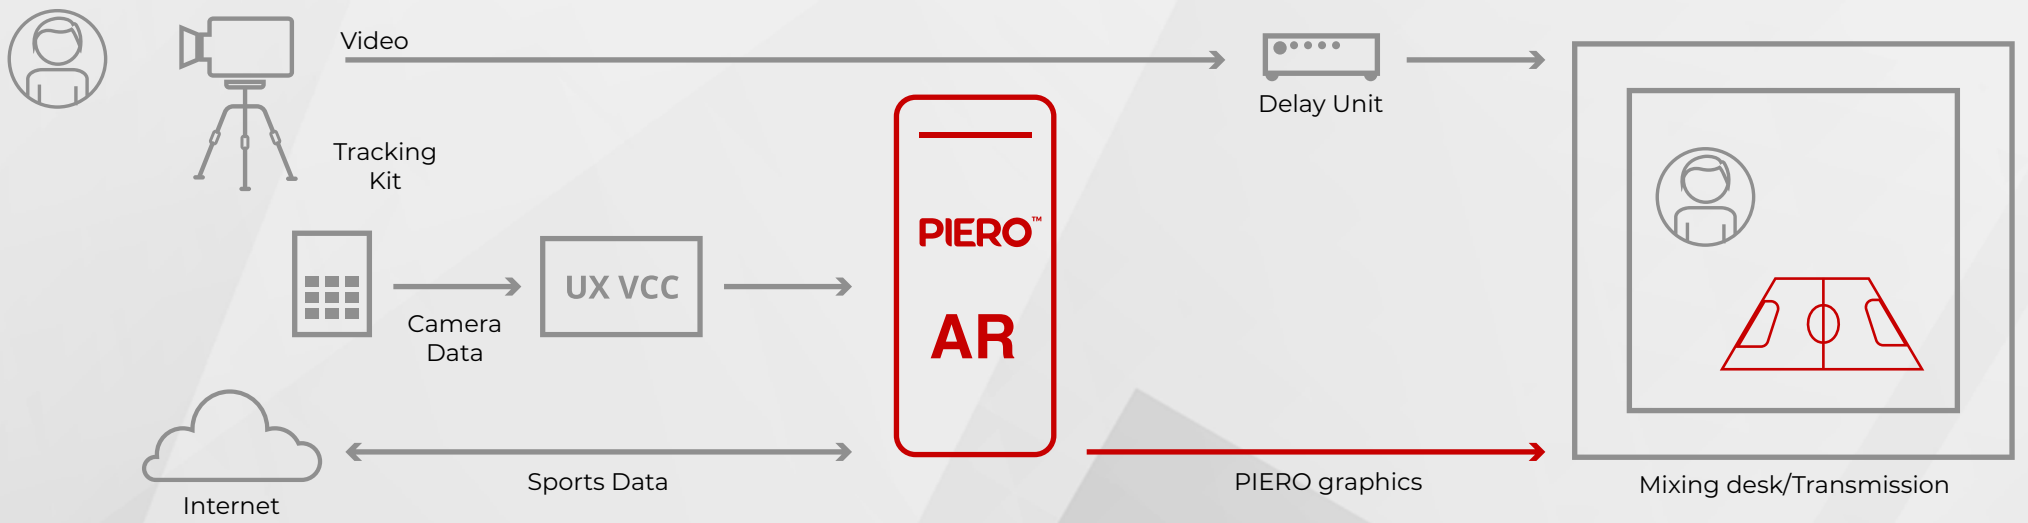 Video
Delay Unit
Tracking
Kit
PIERO™
UX VCC
Camera
Data
AR
Sports Data
PIERO graphics
Mixing desk/Transmission
Internet